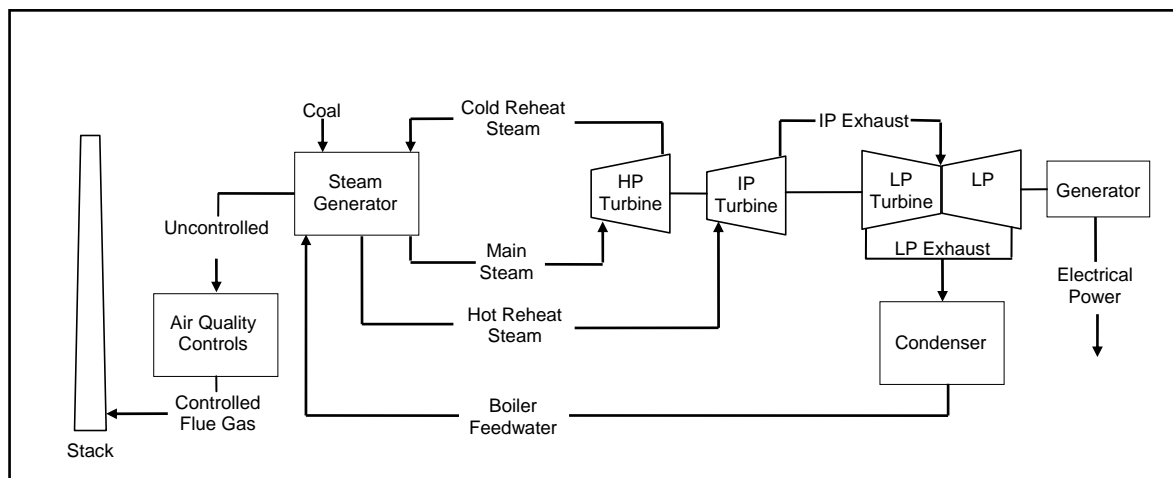 Coal
Cold Reheat
Steam
IP Exhaust
Steam
Generator
HP
Turbine
IP
Turbine
LP
Turbine
LP
Generator
Uncontrolled
Main
Steam
LP Exhaust
Electrical
Power
Air Quality
Controls
Hot Reheat
Steam
Condenser
Controlled
Flue Gas
Boiler
Feedwater
Stack